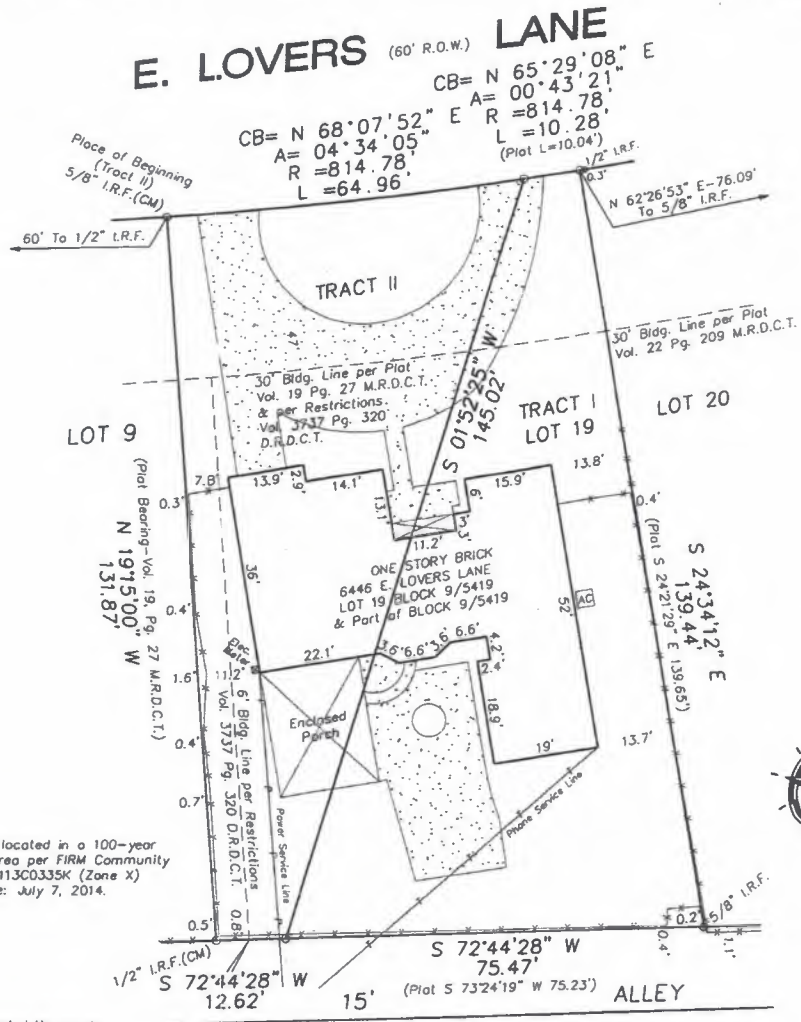 E. LOVERS (60' R.O.W.) LANE
CB= N 65°29'08" E
A= 00°43'21"
R =814.78'
L =10.28'
(Plat L=10.04')
CB= N 68°07'52" E
A= 04°34'05"
R =814.78'
L =64.96'
Place of Beginning
(Tract II)
5/8" I.R.F.(CM)
1/2" I.R.F.
0.3'
N 62°26'53" E-76.09'
To 5/8" I.R.F.
60' To 1/2" I.R.F.
TRACT II
47'
30' Bldg. Line per Plat
Vol. 22 Pg. 209 M.R.D.C.T.
30' Bldg. Line per Plat
Vol. 19 Pg. 27 M.R.D.C.T.
& per Restrictions
Vol. 3737 Pg. 320
D.R.D.C.T.
S 01°52'25" W
145.02'
TRACT I
LOT 19
LOT 20
LOT 9
7.8'
13.9'
2.9'
14.1'
13.1'
6'
15.9'
13.8'
0.3'
3.3'
11.2'
0.4'
(Plat Bearing-Vol. 19, Pg. 27 M.R.D.C.T.)
N 19°15'00" W
131.87'
ONE STORY BRICK
6446 E. LOVERS LANE
LOT 19 BLOCK 9/5419
& Part of BLOCK 9/5419
36'
52'
AC
S 24°34'12" E
139.44'
(Plat S 24°21'29" E 139.65')
0.4'
Elec.
Meter
22.1'
3.6'
6.6'
3.6'
6.6'
4.2'
2.4'
11.2'
1.6'
18.9'
Enclosed
Porch
19'
13.7'
0.4'
6' Bldg. Line per Restrictions
Vol. 3737 Pg. 320 D.R.D.C.T.
0.7'
Power Service Line
Phone Service Line
located in a 100-year
rea per FIRM Community
113C0335K (Zone X)
e: July 7, 2014.
0.5'
0.8'
0.2'
5/8" I.R.F.
0.4'
1.1'
1/2" I.R.F.(CM)
S 72°44'28" W
12.62'
S 72°44'28" W
75.47'
(Plat S 73°24'19" W 75.23')
15'
ALLEY